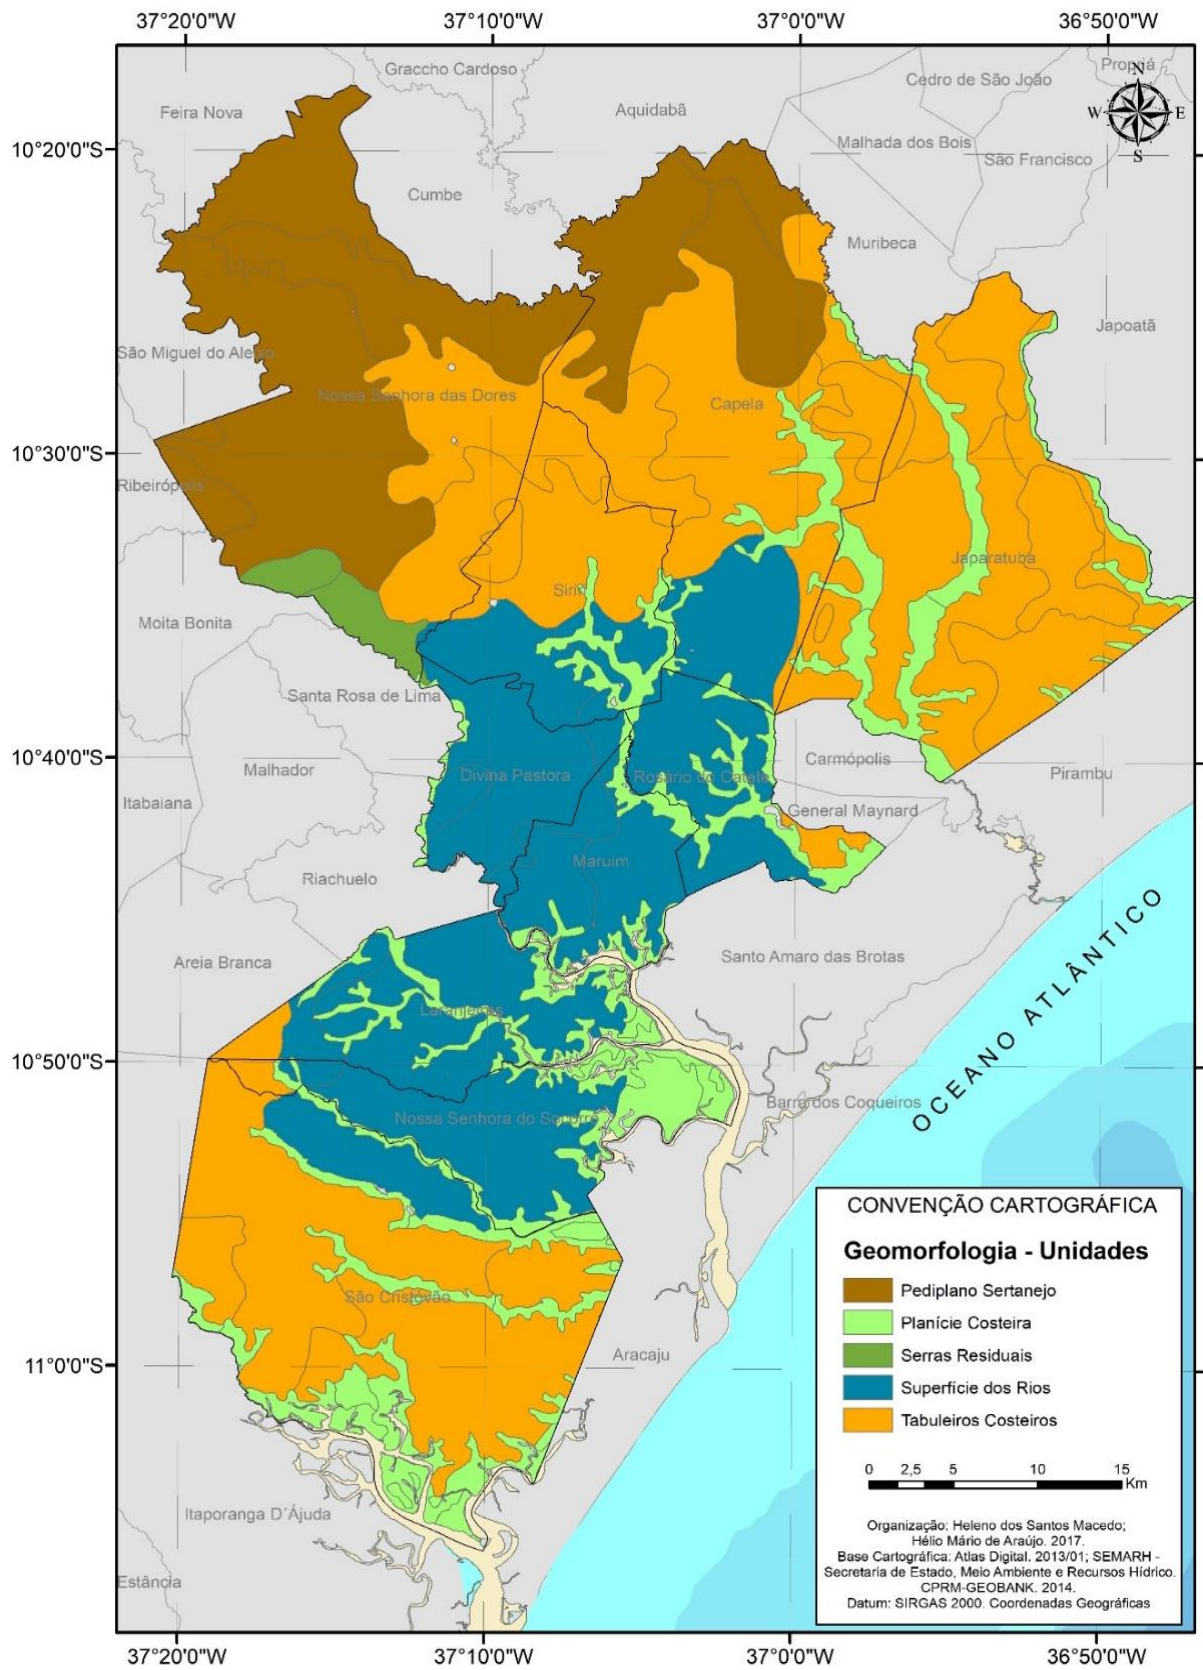 37°20'0"W 37°10'0"W 37°0'0"W 36°50'0"W
Graccho Cardoso
Propriá
Cedro de São João
Feira Nova
Aquidabã
N
W E
S
10°20'0"S
Malhada dos Bois
São Francisco
Cumbe
Muribeca
Japoatã
São Miguel do Aleixo
Nossa Senhora das Dores
Capela
10°30'0"S
Ribeirópolis
Japaratuba
Siriri
Moita Bonita
Santa Rosa de Lima
10°40'0"S
Malhador
Divina Pastora
Rosário do Catete
Carmópolis
Pirambu
Itabaiana
General Maynard
Maruim
Riachuelo
Areia Branca
Santo Amaro das Brotas
OCEANO ATLÂNTICO
Laranjeiras
10°50'0"S
Nossa Senhora do Socorro
Barra dos Coqueiros
São Cristovão
11°0'0"S
Aracaju
Itaporanga D´Ájuda
Estância
CONVENÇÃO CARTOGRÁFICA
Geomorfologia - Unidades
Pediplano Sertanejo
Planície Costeira
Serras Residuais
Superfície dos Rios
Tabuleiros Costeiros
0 2,5 5 10 15
Km
Organização: Heleno dos Santos Macedo;
Hélio Mário de Araújo. 2017.
Base Cartográfica: Atlas Digital. 2013/01; SEMARH -
Secretaria de Estado, Meio Ambiente e Recursos Hídrico.
CPRM-GEOBANK. 2014.
Datum: SIRGAS 2000. Coordenadas Geográficas
37°20'0"W 37°10'0"W 37°0'0"W 36°50'0"W